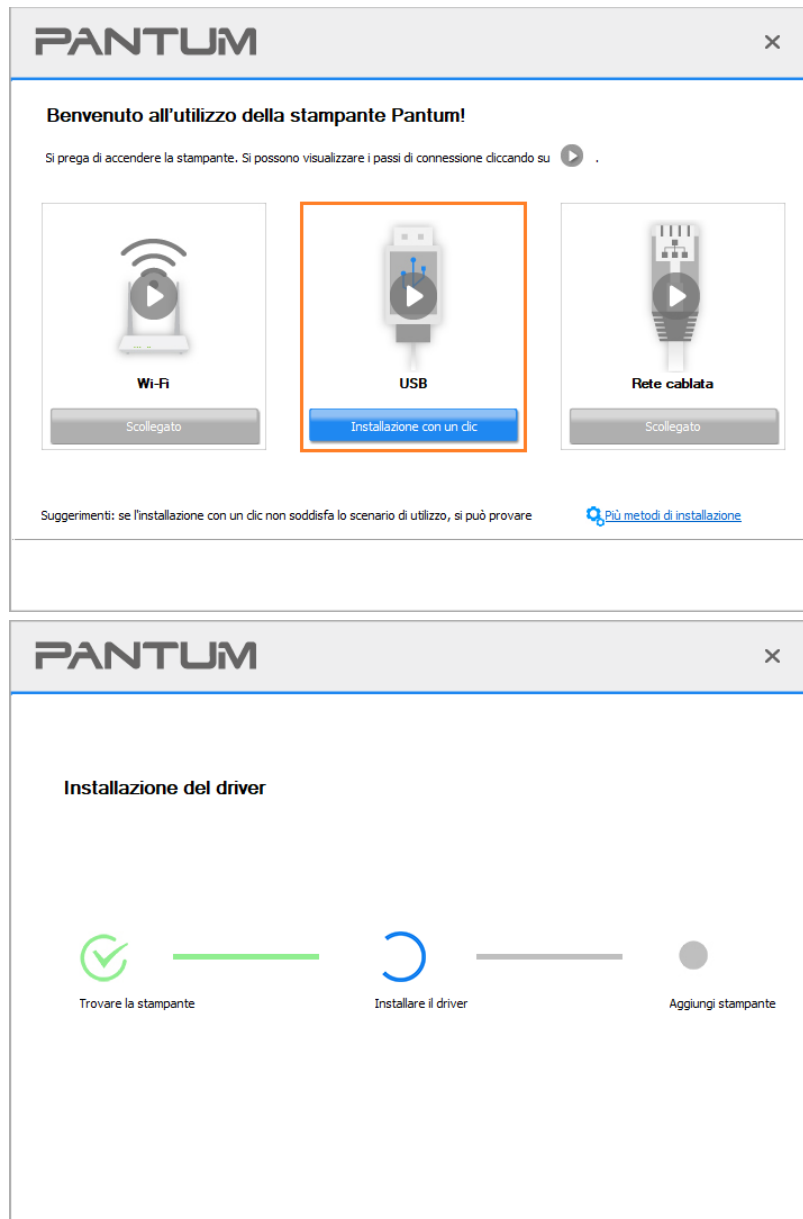 PANTUM
Benvenuto all'utilizzo della stampante Pantum!
Si prega di accendere la stampante. Si possono visualizzare i passi di connessione cliccando su .
Wi-Fi
USB
Rete cablata
Scollegato
Installazione con un clic
Scollegato
Suggerimenti: se l'installazione con un clic non soddisfa lo scenario di utilizzo, si può provare Più metodi di installazione
PANTUM
Installazione del driver
Trovare la stampante
Installare il driver
Aggiungi stampante